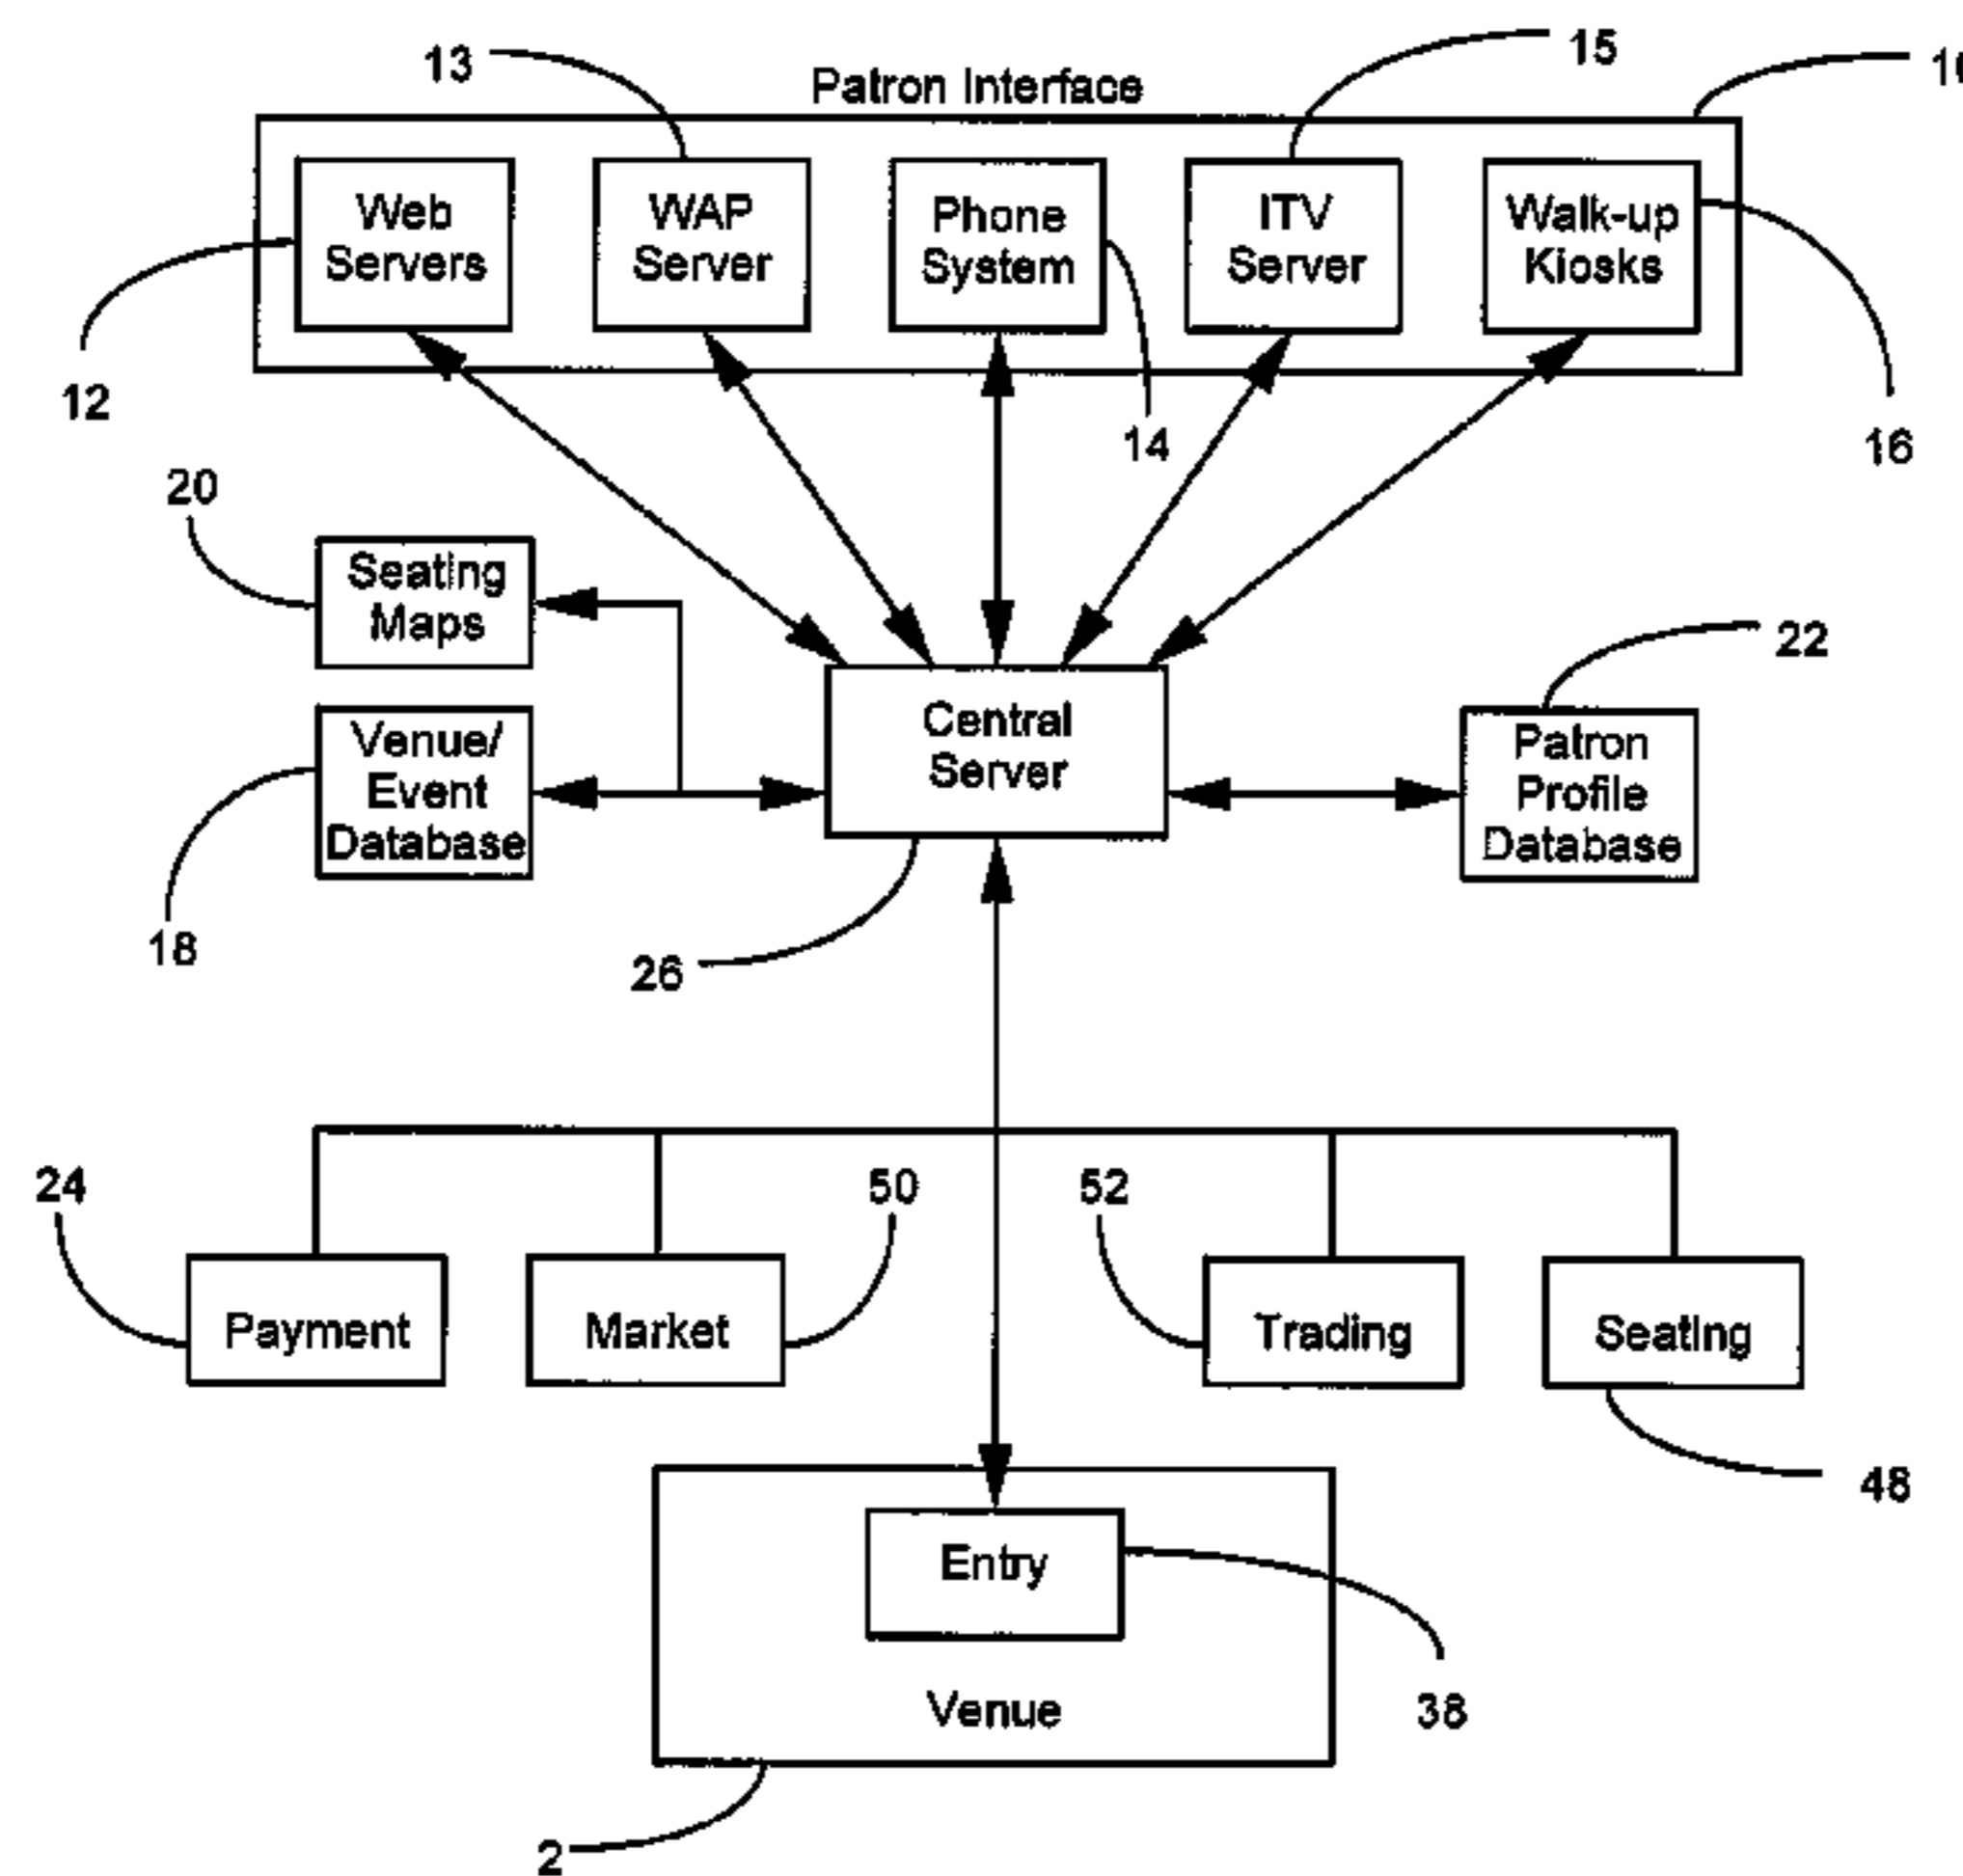 13
15
Patron Interface
Web
Servers
WAP
Server
Phone
System
ITV
Server
Walk-up
Kiosks
12
14
16
20
Seating
Maps
22
Venue/
Event
Database
Central
Server
Patron
Profile
Database
18
26
24
50
52
Payment
Market
Trading
Seating
48
Entry
Venue
38
2